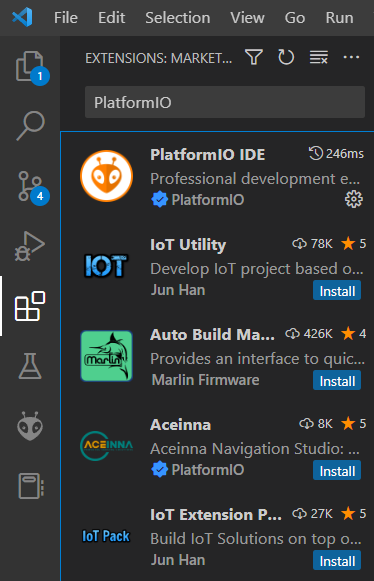 File Edit Selection View Go Run
EXTENSIONS: MARKET...
1
PlatformIO
PlatformIO IDE 246ms
Professional development e...
PlatformIO
4
IoT Utility 78K 5
IOT
Develop IoT project based o...
Jun Han Install
Auto Build Ma... 426K 4
Marlin
Provides an interface to quic...
Marlin Firmware Install
Aceinna 8K 5
ACEINNA
Aceinna Navigation Studio: ...
PlatformIO Install
IoT Extension P... 27K 5
IoT Pack
Build IoT Solutions on top o...
Jun Han Install